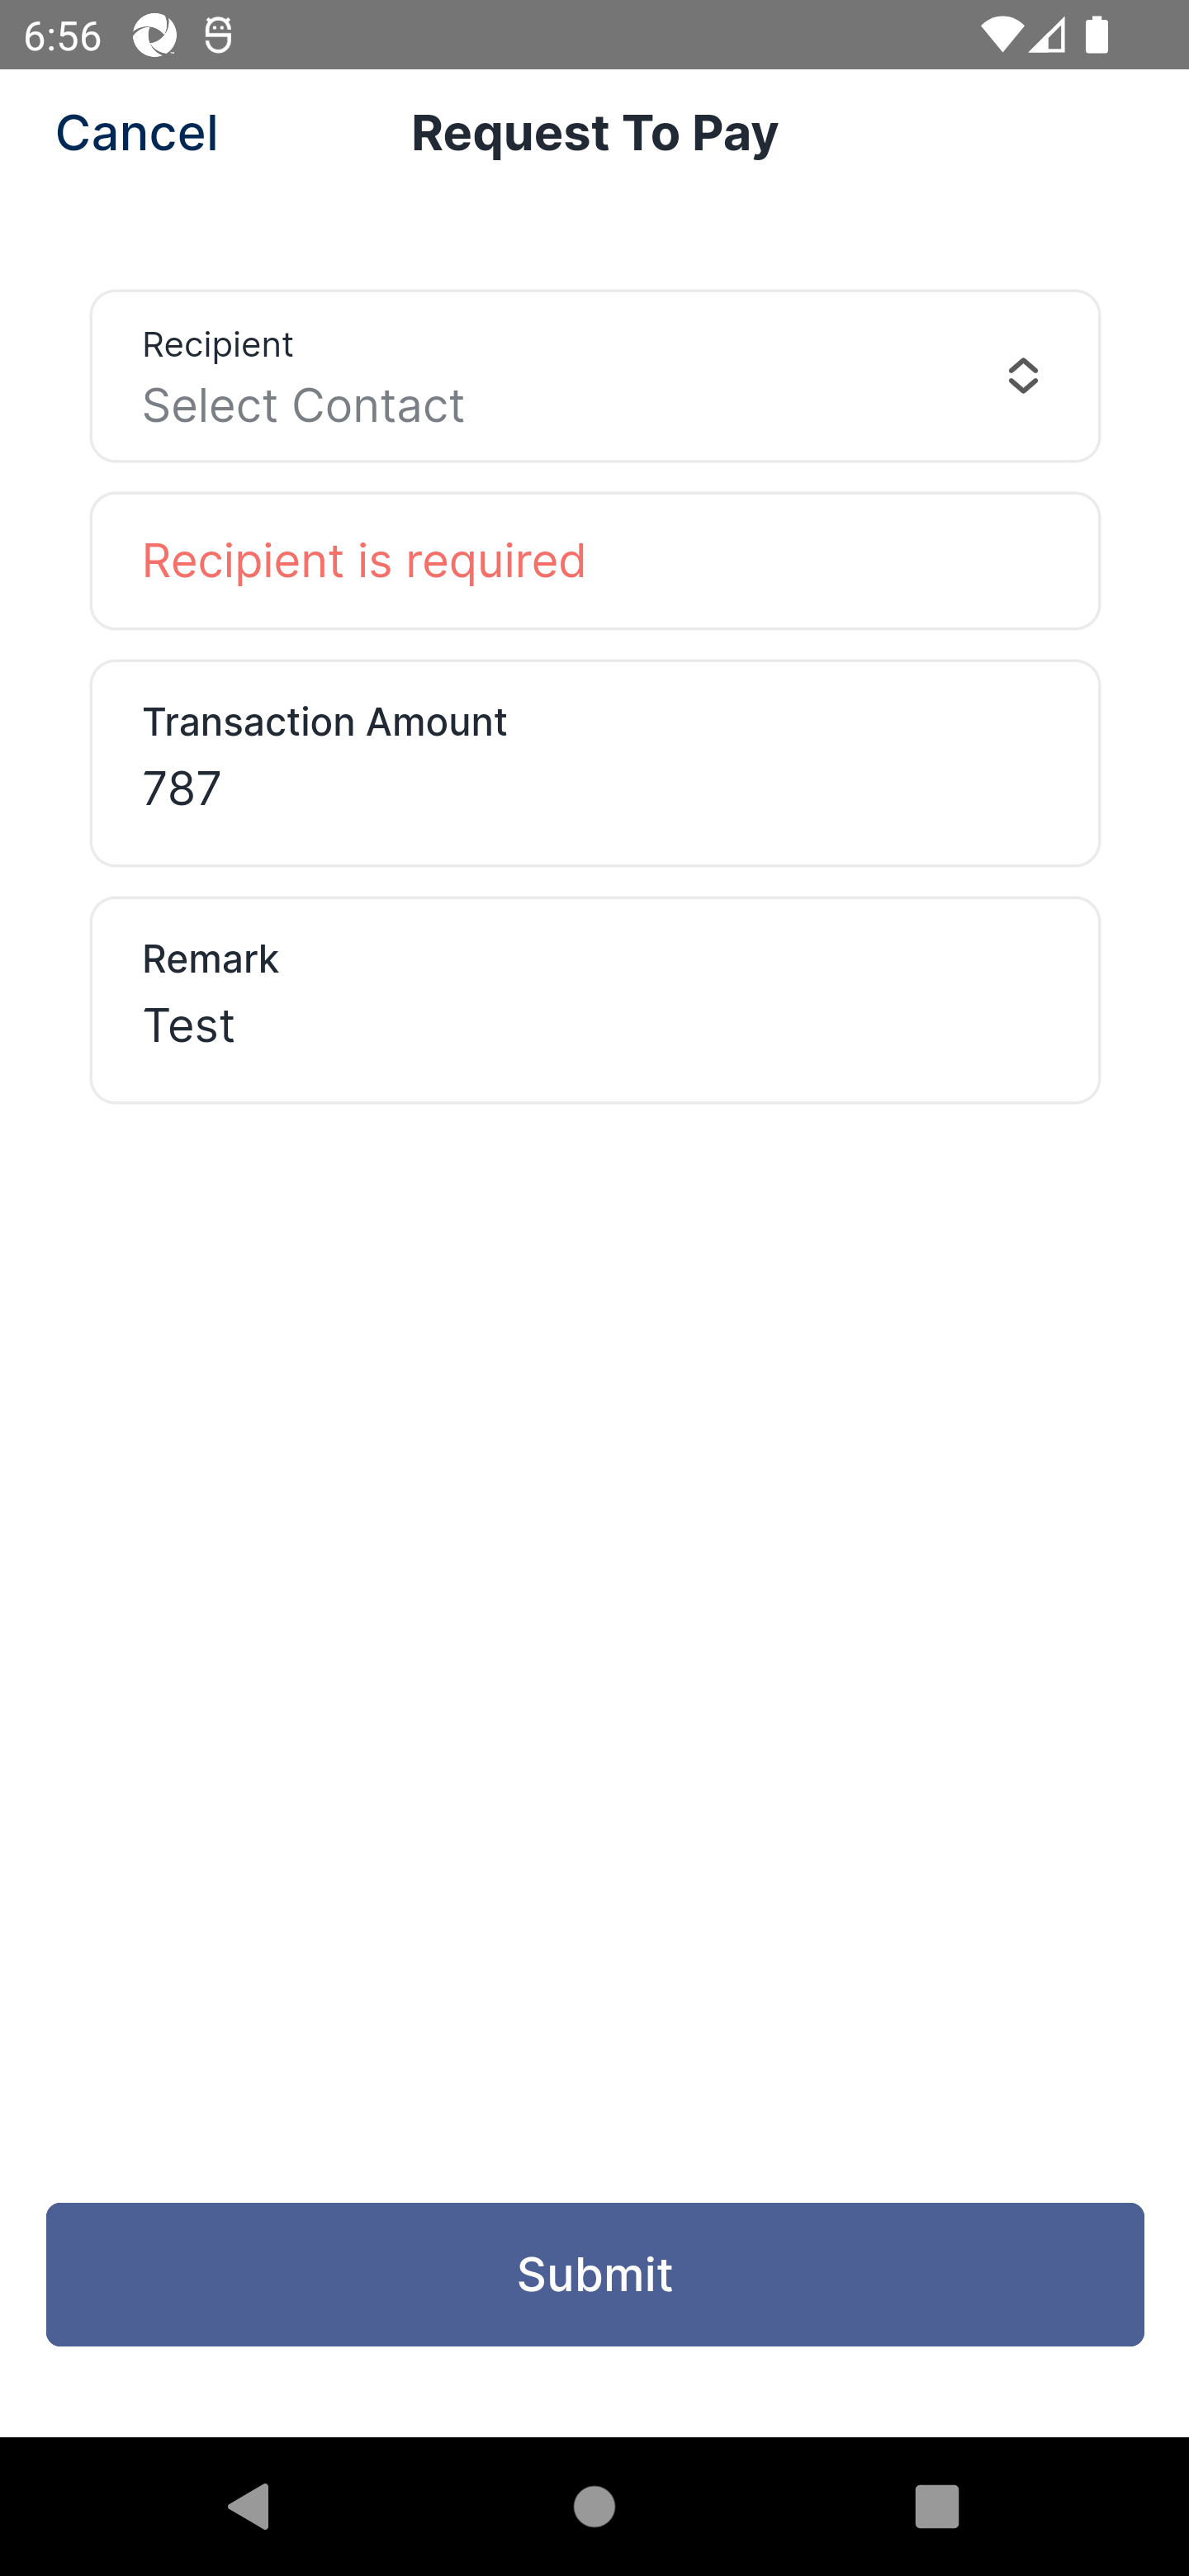 6:56
Cancel
Request To Pay
Recipient
Select Contact
Recipient is required
Transaction Amount
787
Remark
Test
Submit